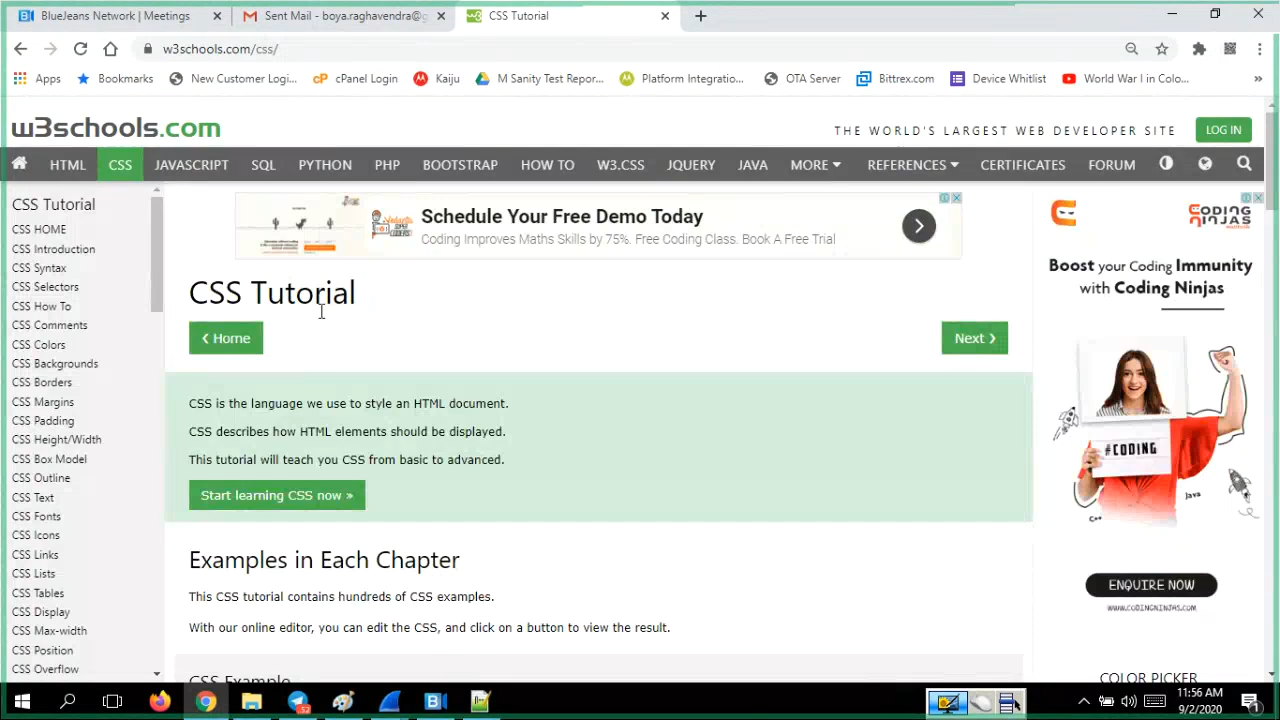 BlueJeans Network | Meetings
Sent Mail - boya.raghavendra@g
CSS Tutorial
w3schools.com/css/
Apps
Bookmarks
New Customer Logi...
cPanel Login
Kaiju
M Sanity Test Repor...
Platform Integratio...
OTA Server
Bittrex.com
Device Whitlist
World War I in Colo...
»
w3schools.com
THE WORLD'S LARGEST WEB DEVELOPER SITE
LOG IN
HTML
CSS
JAVASCRIPT
SQL
PYTHON
PHP
BOOTSTRAP
HOW TO
W3.CSS
JQUERY
JAVA
MORE
REFERENCES
CERTIFICATES
FORUM
CSS Tutorial
CSS HOME
CSS Introduction
CSS Syntax
CSS Selectors
CSS How To
CSS Comments
CSS Colors
CSS Backgrounds
CSS Borders
CSS Margins
CSS Padding
CSS Height/Width
CSS Box Model
CSS Outline
CSS Text
CSS Fonts
CSS Icons
CSS Links
CSS Lists
CSS Tables
CSS Display
CSS Max-width
CSS Position
CSS Overflow
Schedule Your Free Demo Today
Coding Improves Maths Skills by 75%. Free Coding Class. Book A Free Trial
CSS Tutorial
❮ Home
Next ❯
CSS is the language we use to style an HTML document.
CSS describes how HTML elements should be displayed.
This tutorial will teach you CSS from basic to advanced.
Start learning CSS now »
Examples in Each Chapter
This CSS tutorial contains hundreds of CSS examples.
With our online editor, you can edit the CSS, and click on a button to view the result.
CSS Example
CODING
NINJAS
Boost your Coding Immunity
with Coding Ninjas
#CODING
Java
C++
ENQUIRE NOW
WWW.CODINGNINJAS.COM
COLOR PICKER
11:56 AM
9/2/2020